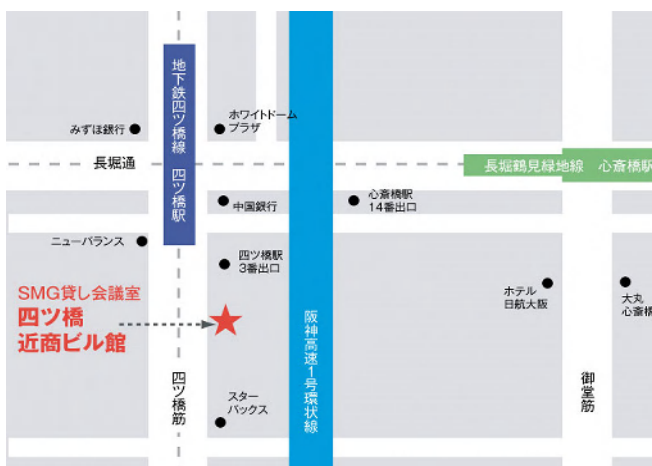 地下鉄四ツ橋線 四ツ橋駅
みずほ銀行
ホワイトドーム
プラザ
長堀通
長堀鶴見緑地線 心斎橋駅
中国銀行
心斎橋駅
14番出口
ニューバランス
四ツ橋駅
3番出口
SMG貸し会議室
四ツ橋
近商ビル館
ホテル
日航大阪
大丸
心斎橋
阪神高速1号環状線
四ツ橋筋
スター
バックス
御堂筋